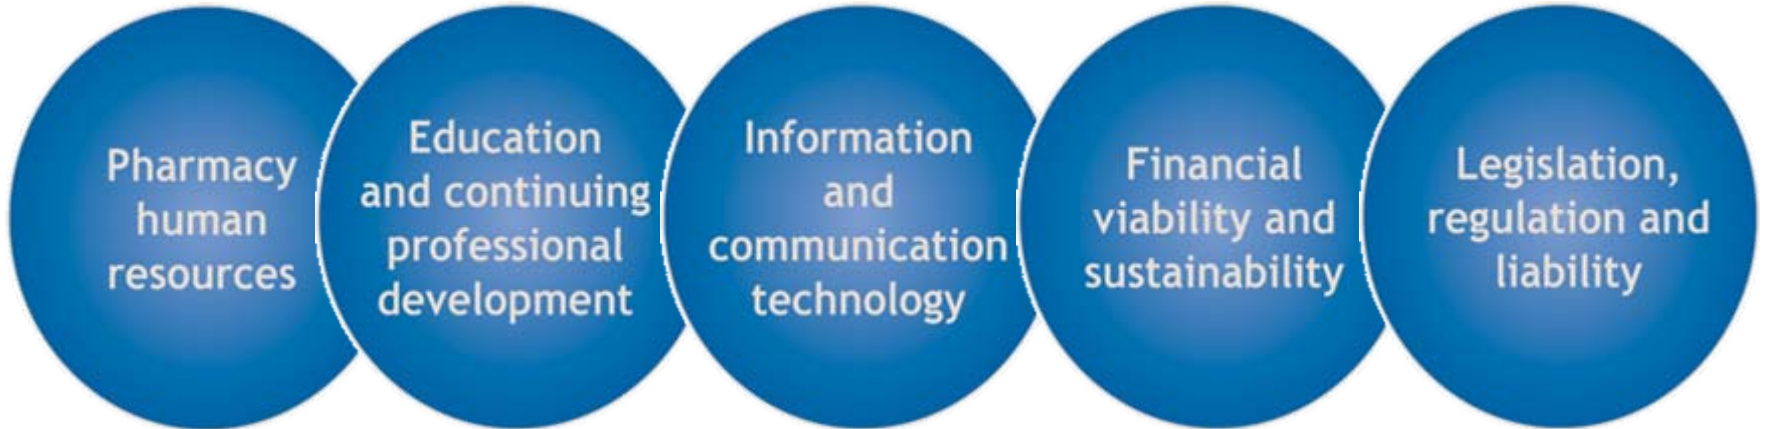 Pharmacy
human
resources
Education
and continuing
professional
development
Information
and
communication
technology
Financial
viability and
sustainability
Legislation,
regulation and
liability